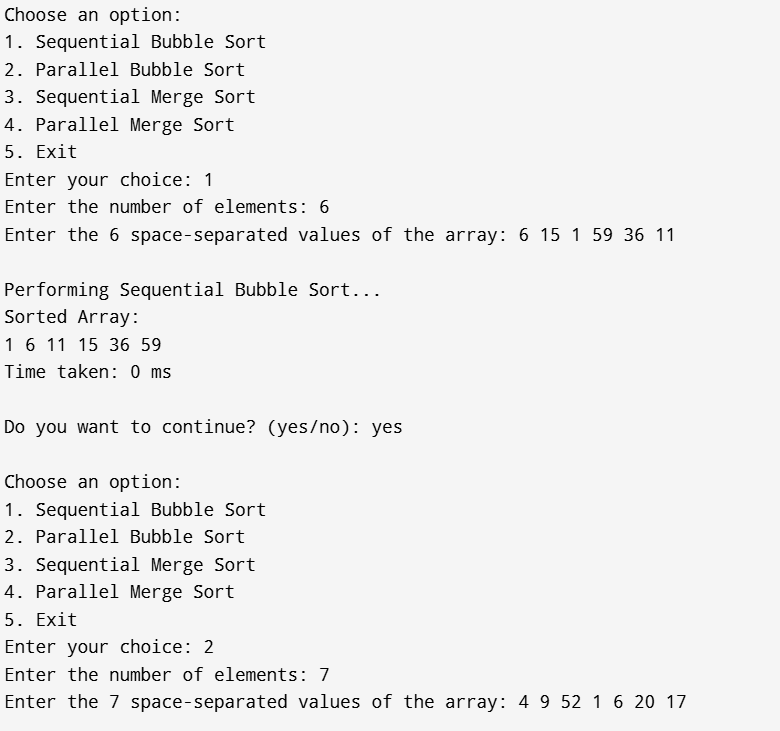 Choose an option:
1. Sequential Bubble Sort
2. Parallel Bubble Sort
3. Sequential Merge Sort
4. Parallel Merge Sort
5. Exit
Enter your choice: 1
Enter the number of elements: 6
Enter the 6 space-separated values of the array: 6 15 1 59 36 11
Performing Sequential Bubble Sort...
Sorted Array:
1 6 11 15 36 59
Time taken: 0 ms
Do you want to continue? (yes/no): yes
Choose an option:
1. Sequential Bubble Sort
2. Parallel Bubble Sort
3. Sequential Merge Sort
4. Parallel Merge Sort
5. Exit
Enter your choice: 2
Enter the number of elements: 7
Enter the 7 space-separated values of the array: 4 9 52 1 6 20 17